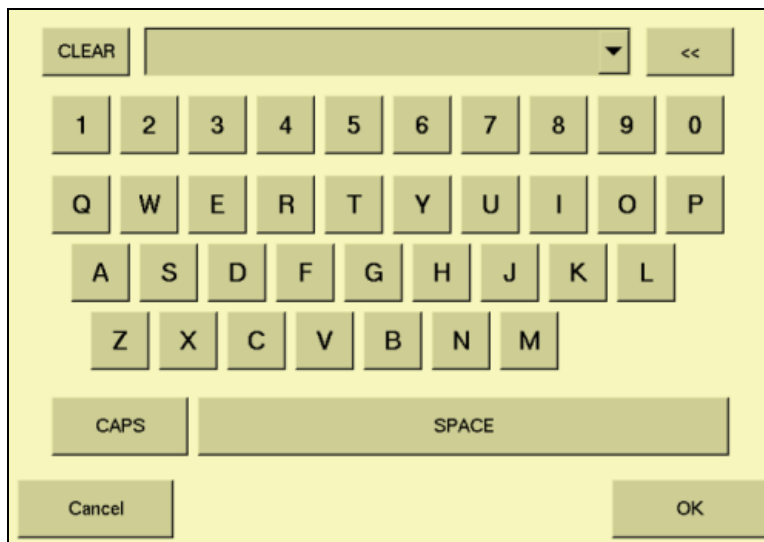 CLEAR <<
1 2 3 4 5 6 7 8 9 0
Q W E R T Y U I O P
A S D F G H J K L
Z X C V B N M
CAPS SPACE
Cancel OK